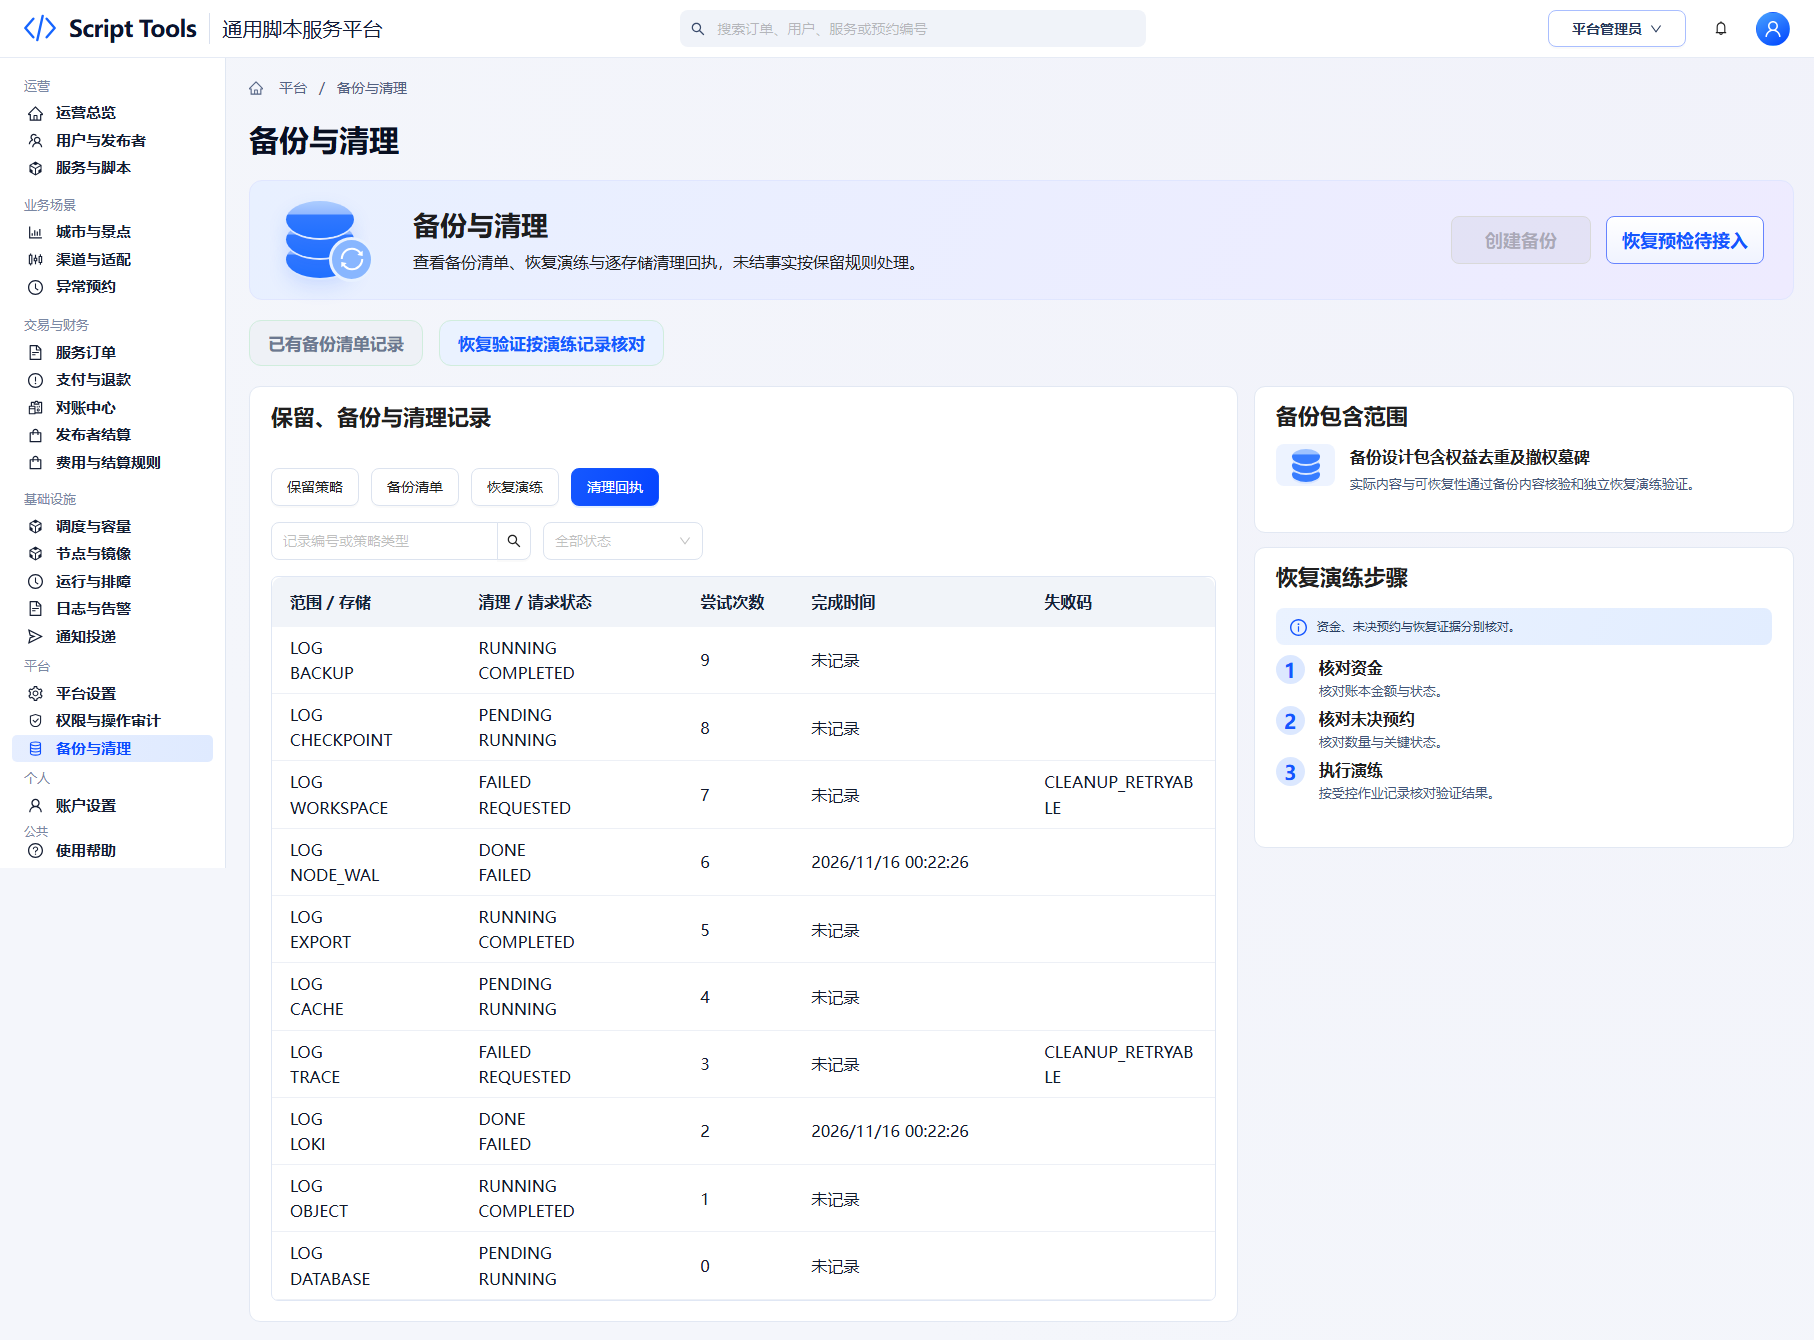 Script Tools
通用脚本服务平台
搜索订单、用户、服务或预约编号
平台管理员
运营
运营总览
用户与发布者
服务与脚本
业务场景
城市与景点
渠道与适配
异常预约
交易与财务
服务订单
支付与退款
对账中心
发布者结算
费用与结算规则
基础设施
调度与容量
节点与镜像
运行与排障
日志与告警
通知投递
平台
平台设置
权限与操作审计
备份与清理
个人
账户设置
公共
使用帮助
平台 / 备份与清理
备份与清理
备份与清理
查看备份清单、恢复演练与逐存储清理回执，未结事实按保留规则处理。
创建备份
恢复预检待接入
已有备份清单记录
恢复验证按演练记录核对
保留、备份与清理记录
保留策略
备份清单
恢复演练
清理回执
记录编号或策略类型
全部状态
范围 / 存储 清理 / 请求状态 尝试次数 完成时间 失败码
LOG RUNNING
BACKUP COMPLETED
9 未记录
LOG PENDING
CHECKPOINT RUNNING
8 未记录
LOG FAILED
WORKSPACE REQUESTED
7 未记录
CLEANUP_RETRYAB
LE
LOG DONE
NODE_WAL FAILED
6 2026/11/16 00:22:26
LOG RUNNING
EXPORT COMPLETED
5 未记录
LOG PENDING
CACHE RUNNING
4 未记录
LOG FAILED
TRACE REQUESTED
3 未记录
CLEANUP_RETRYAB
LE
LOG DONE
LOKI FAILED
2 2026/11/16 00:22:26
LOG RUNNING
OBJECT COMPLETED
1 未记录
LOG PENDING
DATABASE RUNNING
0 未记录
备份包含范围
备份设计包含权益去重及撤权墓碑
实际内容与可恢复性通过备份内容核验和独立恢复演练验证。
恢复演练步骤
资金、未决预约与恢复证据分别核对。
1 核对资金
核对账本金额与状态。
2 核对未决预约
核对数量与关键状态。
3 执行演练
按受控作业记录核对验证结果。